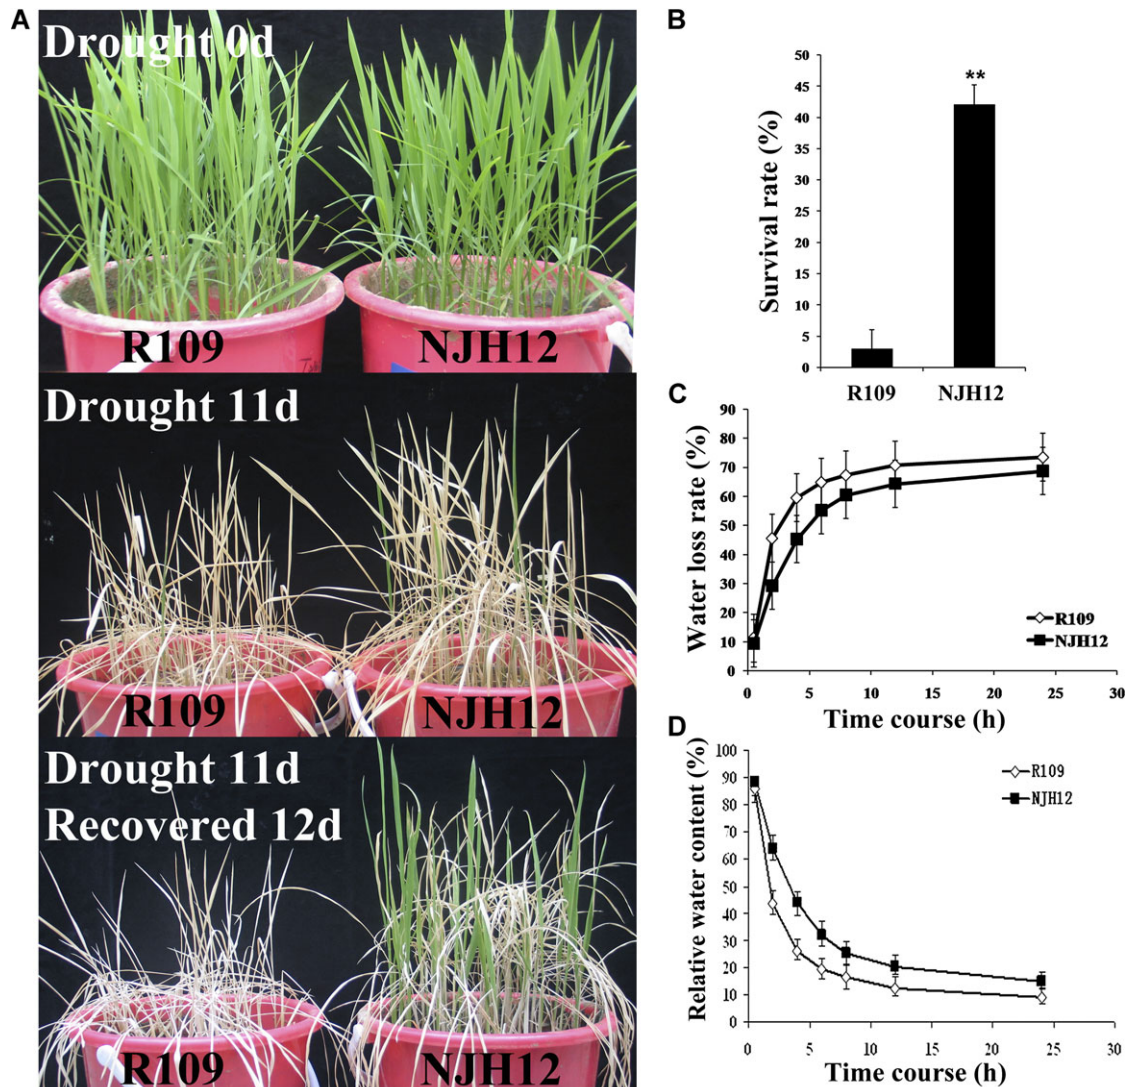 A
Drought 0d
R109
NJH12
Drought 11d
R109
NJH12
Drought 11d
Recovered 12d
R109
NJH12
B
Survival rate (%)
50
45
40
35
30
25
20
15
10
5
0
**
R109
NJH12
C
Water loss rate (%)
90
80
70
60
50
40
30
20
10
0
R109
NJH12
0
5
10
15
20
25
30
Time course (h)
D
Relative water content (%)
100
90
80
70
60
50
40
30
20
10
0
R109
NJH12
0
5
10
15
20
25
30
Time course (h)